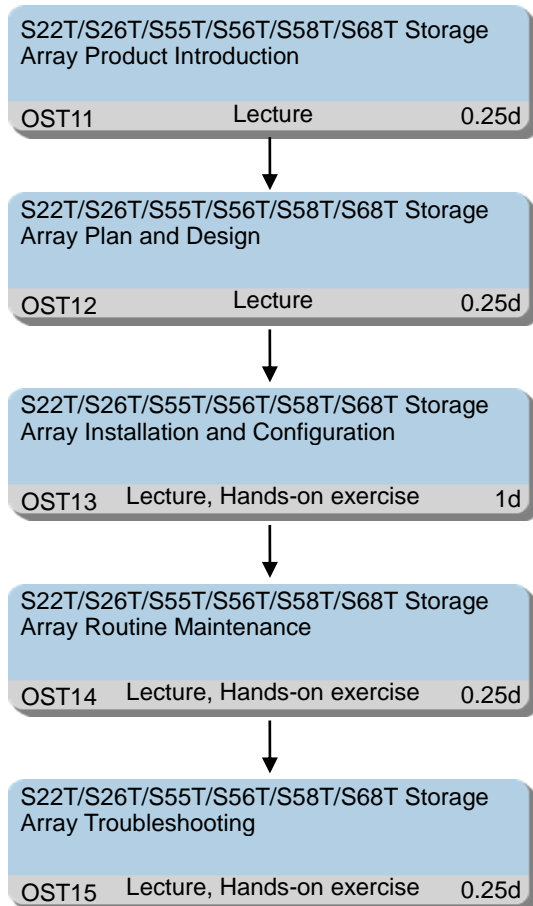 S22T/S26T/S55T/S56T/S58T/S68T Storage
Array Product Introduction
OST11 Lecture 0.25d
S22T/S26T/S55T/S56T/S58T/S68T Storage
Array Plan and Design
OST12 Lecture 0.25d
S22T/S26T/S55T/S56T/S58T/S68T Storage
Array Installation and Configuration
OST13 Lecture, Hands-on exercise 1d
S22T/S26T/S55T/S56T/S58T/S68T Storage
Array Routine Maintenance
OST14 Lecture, Hands-on exercise 0.25d
S22T/S26T/S55T/S56T/S58T/S68T Storage
Array Troubleshooting
OST15 Lecture, Hands-on exercise 0.25d